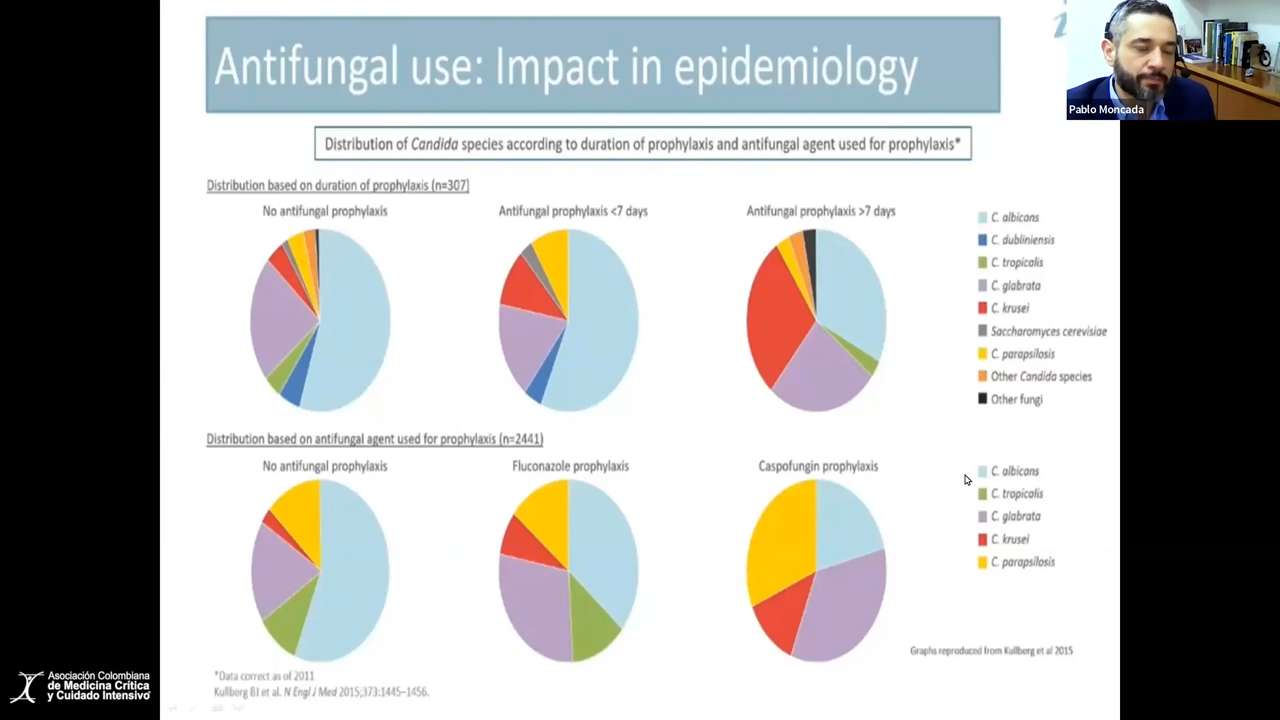 Antifungal use: Impact in epidemiology
Pablo Moncada
Distribution of Candida species according to duration of prophylaxis and antifungal agent used for prophylaxis*
Distribution based on duration of prophylaxis (n=307)
No antifungal prophylaxis
Antifungal prophylaxis <7 days
Antifungal prophylaxis >7 days
C. albicans
C. dubliniensis
C. tropicalis
C. glabrata
C. krusei
Saccharomyces cerevisiae
C. parapsilosis
Other Candida species
Other fungi
Distribution based on antifungal agent used for prophylaxis (n=2441)
No antifungal prophylaxis
Fluconazole prophylaxis
Caspofungin prophylaxis
C. albicans
C. tropicalis
C. glabrata
C. krusei
C. parapsilosis
Graphs reproduced from Kullberg et al 2015
*Data correct as of 2011
Kullberg BJ et al. N Engl J Med 2015;373:1445–1456.
Asociación Colombiana
de Medicina Crítica
y Cuidado Intensivo